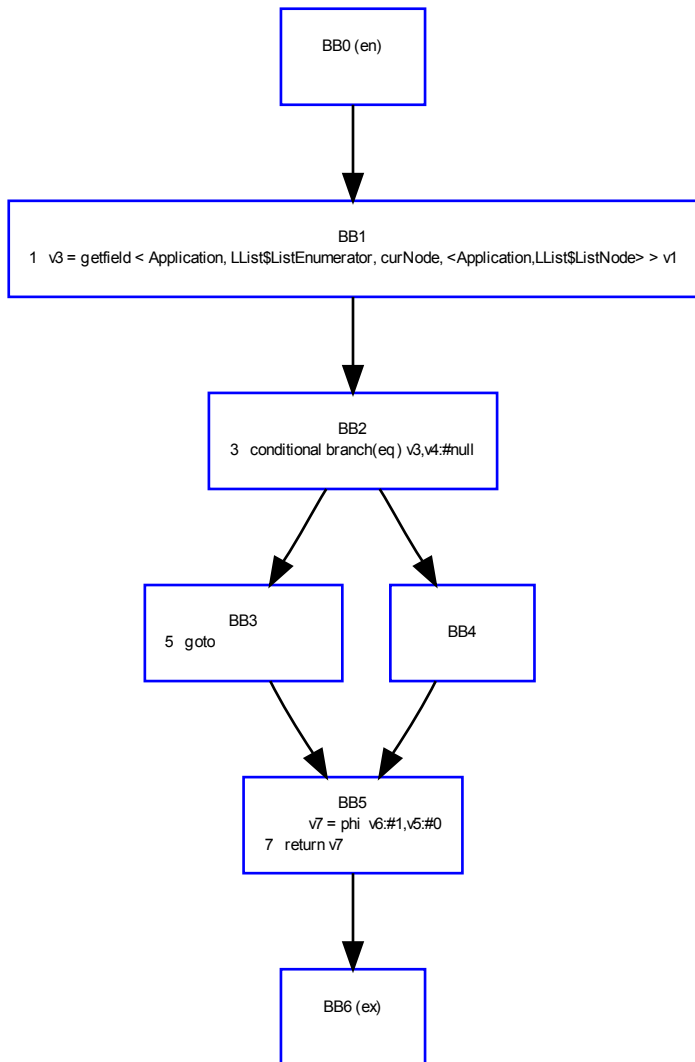 BB0 (en)
BB1
1 v3 = getfield < Application, LList$ListEnumerator, curNode, <Application,LList$ListNode> > v1
BB2
3 conditional branch(eq) v3,v4:#null
BB3
5 goto
BB4
BB5
v7 = phi v6:#1,v5:#0
7 return v7
BB6 (ex)